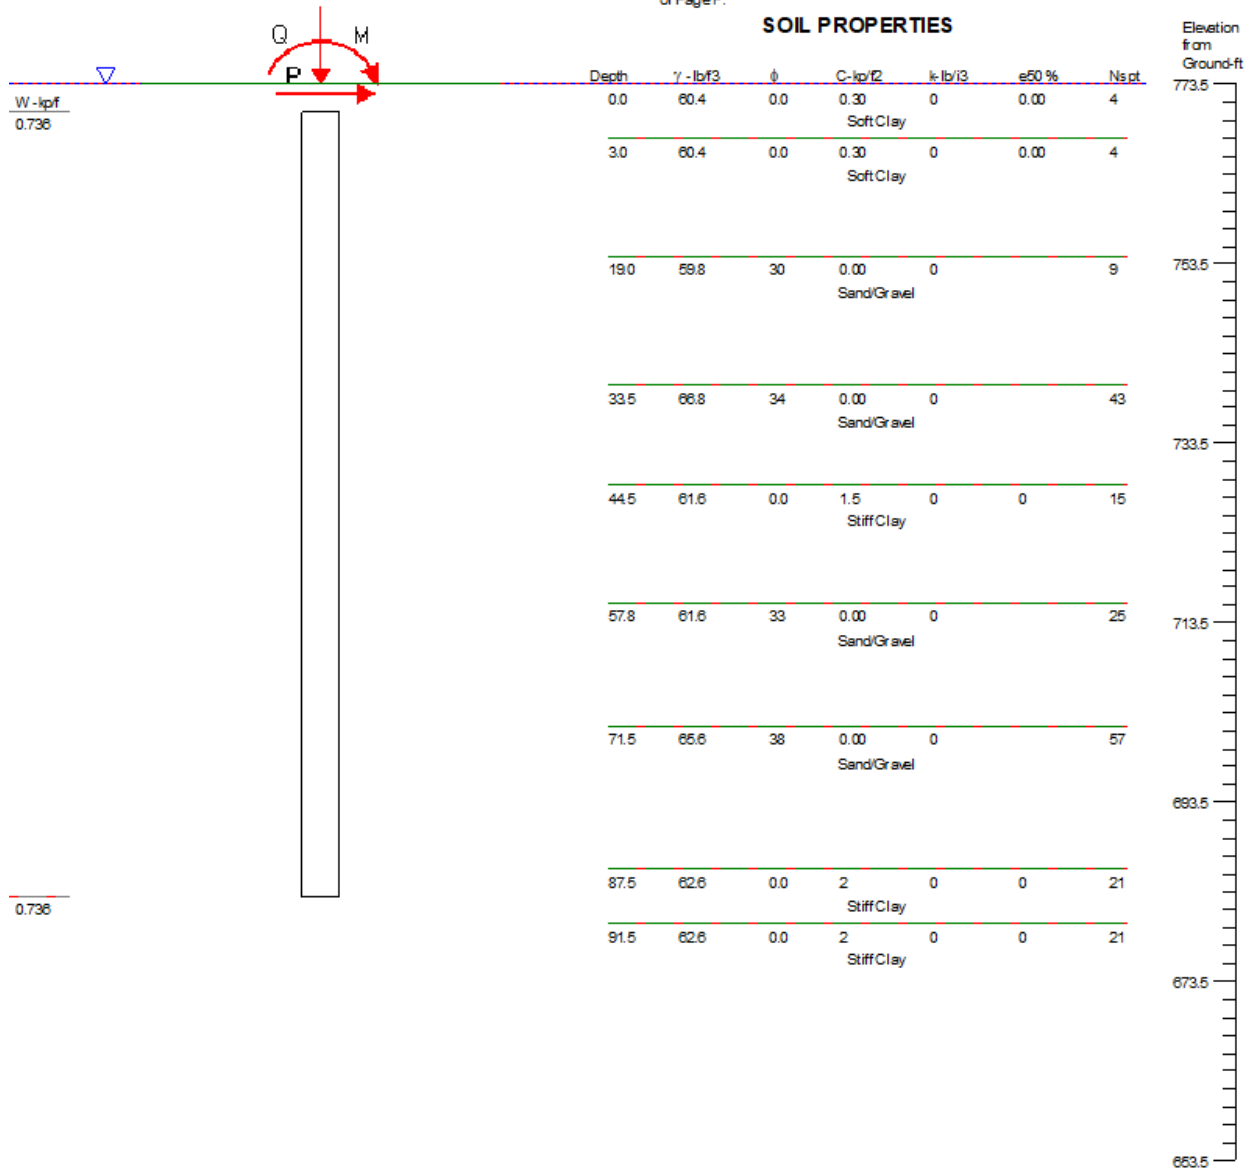 SOIL PROPERTIES
Elevation
from
Ground-ft
Q M
P
Depth γ - lb/f3 ϕ C-kp/f2 k-lb/i3 e50 % Nspt
773.5
W - kp/f
0.736
0.0 60.4 0.0 0.30 0 0.00 4
Soft Clay
3.0 60.4 0.0 0.30 0 0.00 4
Soft Clay
753.5
19.0 59.8 30 0.00 0 9
Sand/Gravel
33.5 66.8 34 0.00 0 43
Sand/Gravel
733.5
44.5 61.6 0.0 1.5 0 0 15
Stiff Clay
57.8 61.6 33 0.00 0 25
713.5
Sand/Gravel
71.5 65.6 38 0.00 0 57
Sand/Gravel
693.5
87.5 62.6 0.0 2 0 0 21
Stiff Clay
0.736
91.5 62.6 0.0 2 0 0 21
Stiff Clay
673.5
653.5